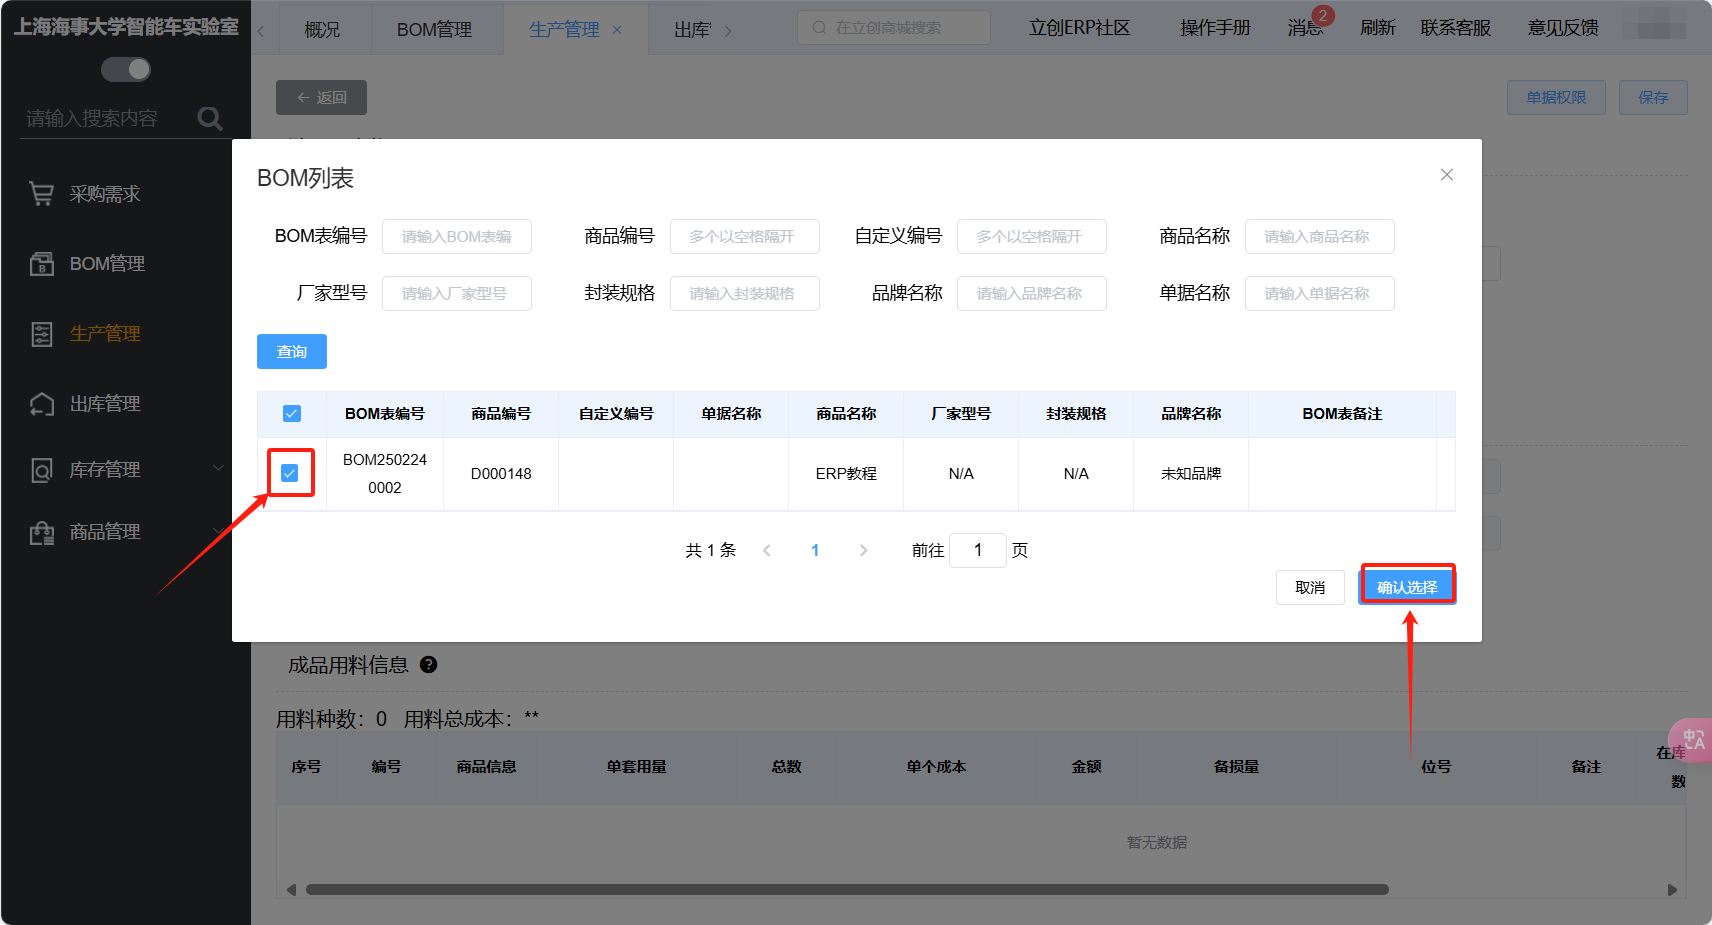 上海海事大学智能车实验室
概况
BOM管理
生产管理
出库
在立创商城搜索
立创ERP社区
操作手册
消息
2
刷新
联系客服
意见反馈
请输入搜索内容
返回
单据权限
保存
采购需求
BOM管理
生产管理
出库管理
库存管理
商品管理
BOM列表
BOM表编号
请输入BOM表编
商品编号
多个以空格隔开
自定义编号
多个以空格隔开
商品名称
请输入商品名称
厂家型号
请输入厂家型号
封装规格
请输入封装规格
品牌名称
请输入品牌名称
单据名称
请输入单据名称
查询
BOM表编号 商品编号 自定义编号 单据名称 商品名称 厂家型号 封装规格 品牌名称 BOM表备注
BOM250224
0002
D000148
ERP教程
N/A
N/A
未知品牌
共 1 条
1
前往 1 页
取消
确认选择
成品用料信息
用料种数：0 用料总成本：**
序号 编号 商品信息 单套用量 总数 单个成本 金额 备损量 位号 备注 在库
数
暂无数据
中A